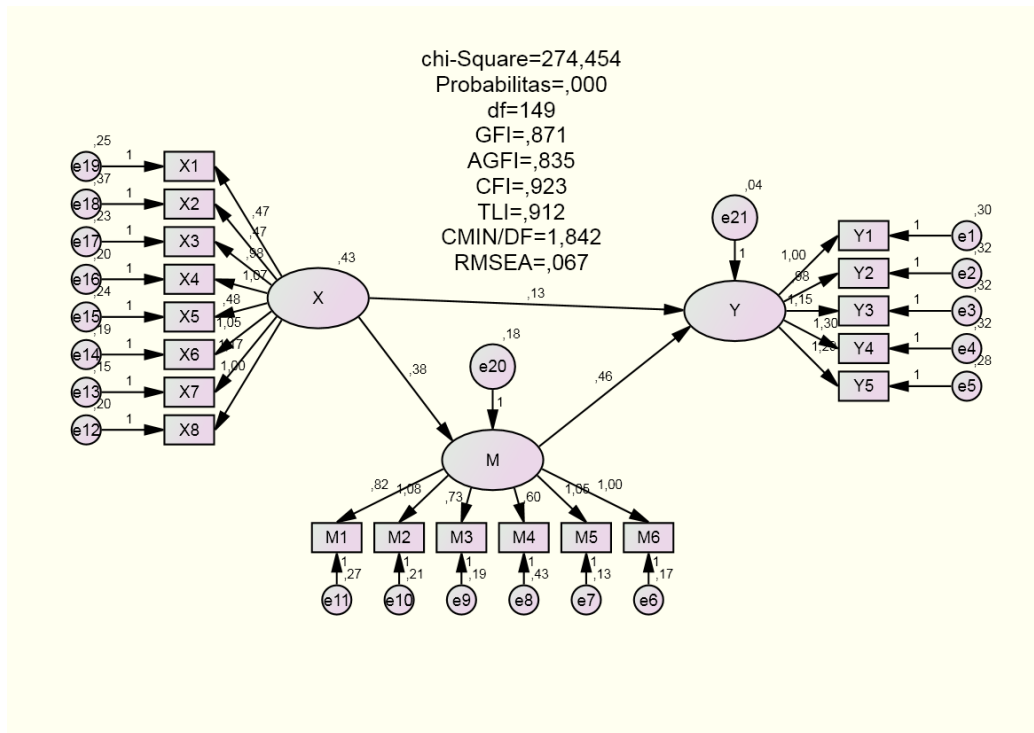 chi-Square=274,454
Probabilitas=,000
df=149
GFI=,871
AGFI=,835
CFI=,923
TLI=,912
CMIN/DF=1,842
RMSEA=,067
,25
e19 1 X1
,37
e18 1 X2
,23
e17 1 X3
,20
e16 1 X4
,24
e15 1 X5
,19
e14 1 X6
,15
e13 1 X7
,20
e12 1 X8
,47
,47
,98
1,07
,48
1,05
1,00
,43
X
,13
,38
,04
e21
1
Y
,46
,18
e20
1
M
1,00
,98
1,15
1,30
Y1 1 e1 ,30
Y2 1 e2 ,32
Y3 1 e3 ,32
Y4 1 e4 ,32
Y5 1 e5 ,28
,82 1,08 ,73 ,60 1,05 1,00
M1 M2 M3 M4 M5 M6
1 1 1 1 1 1
,27 ,21 ,19 ,43 ,13 ,17
e11 e10 e9 e8 e7 e6